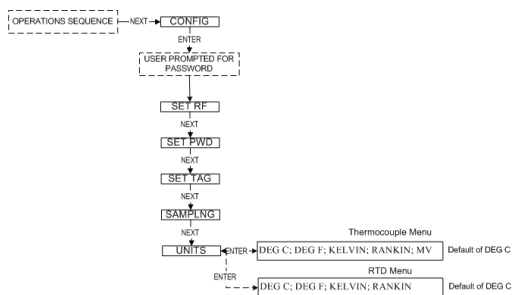 OPERATIONS SEQUENCE
NEXT
CONFIG
ENTER
USER PROMPTED FOR
PASSWORD
SET RF
NEXT
SET PWD
NEXT
SET TAG
NEXT
SAMPLNG
NEXT
Thermocouple Menu
UNITS
ENTER
DEG C; DEG F; KELVIN; RANKIN; MV
Default of DEG C
RTD Menu
ENTER
DEG C; DEG F; KELVIN; RANKIN
Default of DEG C